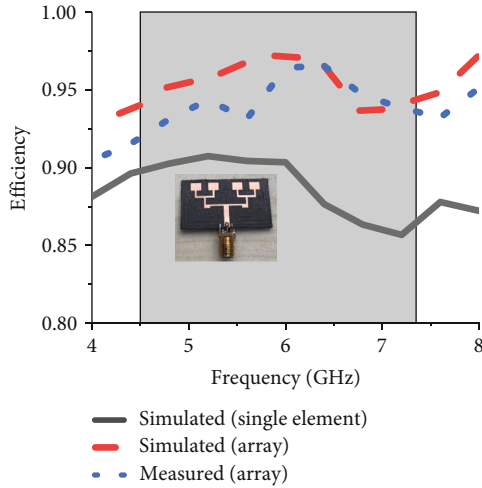 1.00
0.95
0.90
0.85
0.80
Efficiency
4 5 6 7 8
Frequency (GHz)
Simulated (single element)
Simulated (array)
Measured (array)